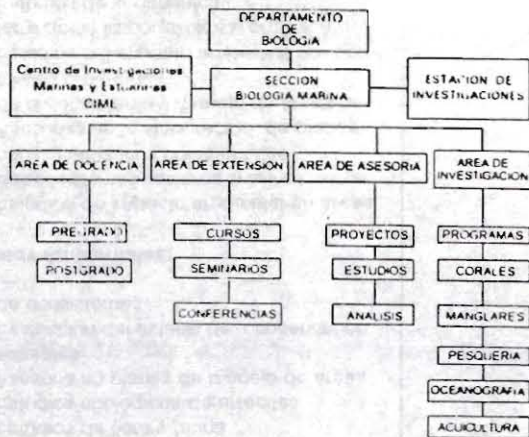 DEPARTAMENTO
DE
BIOLOGIA
Centro de Investigaciones
Marinas y Estuarinas
CIME
SECCION
BIOLOGIA MARINA
ESTACION DE
INVESTIGACIONES
AREA DE DOCENCIA
AREA DE EXTENSION
AREA DE ASESORIA
AREA DE
INVESTIGACION
PREGRADO
POSTGRADO
CURSOS
SEMINARIOS
CONFERENCIAS
PROYECTOS
ESTUDIOS
ANALISIS
PROGRAMAS
CORALES
MANGLARES
PESQUERIA
OCEANOGRAFIA
ACUICULTURA